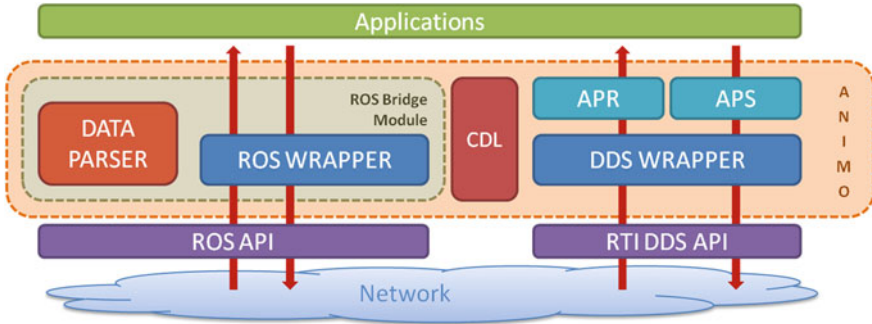 Applications
ROS Bridge
Module
DATA
PARSER
ROS WRAPPER
CDL
APR
APS
DDS WRAPPER
ANIMO
ROS API
RTI DDS API
Network